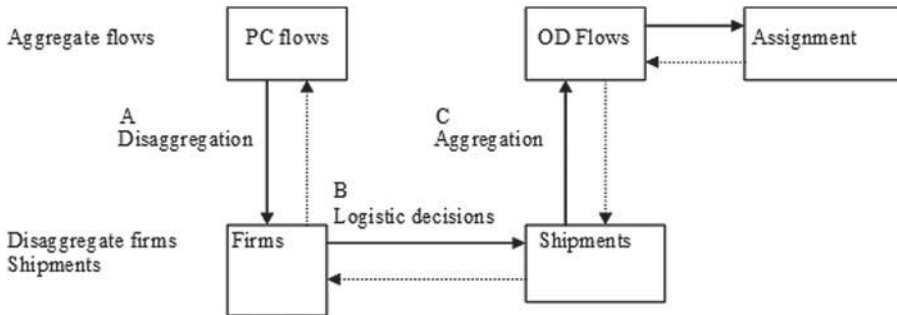 Aggregate flows
PC flows
OD Flows
Assignment
A
Disaggregation
C
Aggregation
B
Logistic decisions
Disaggregate firms
Shipments
Firms
Shipments